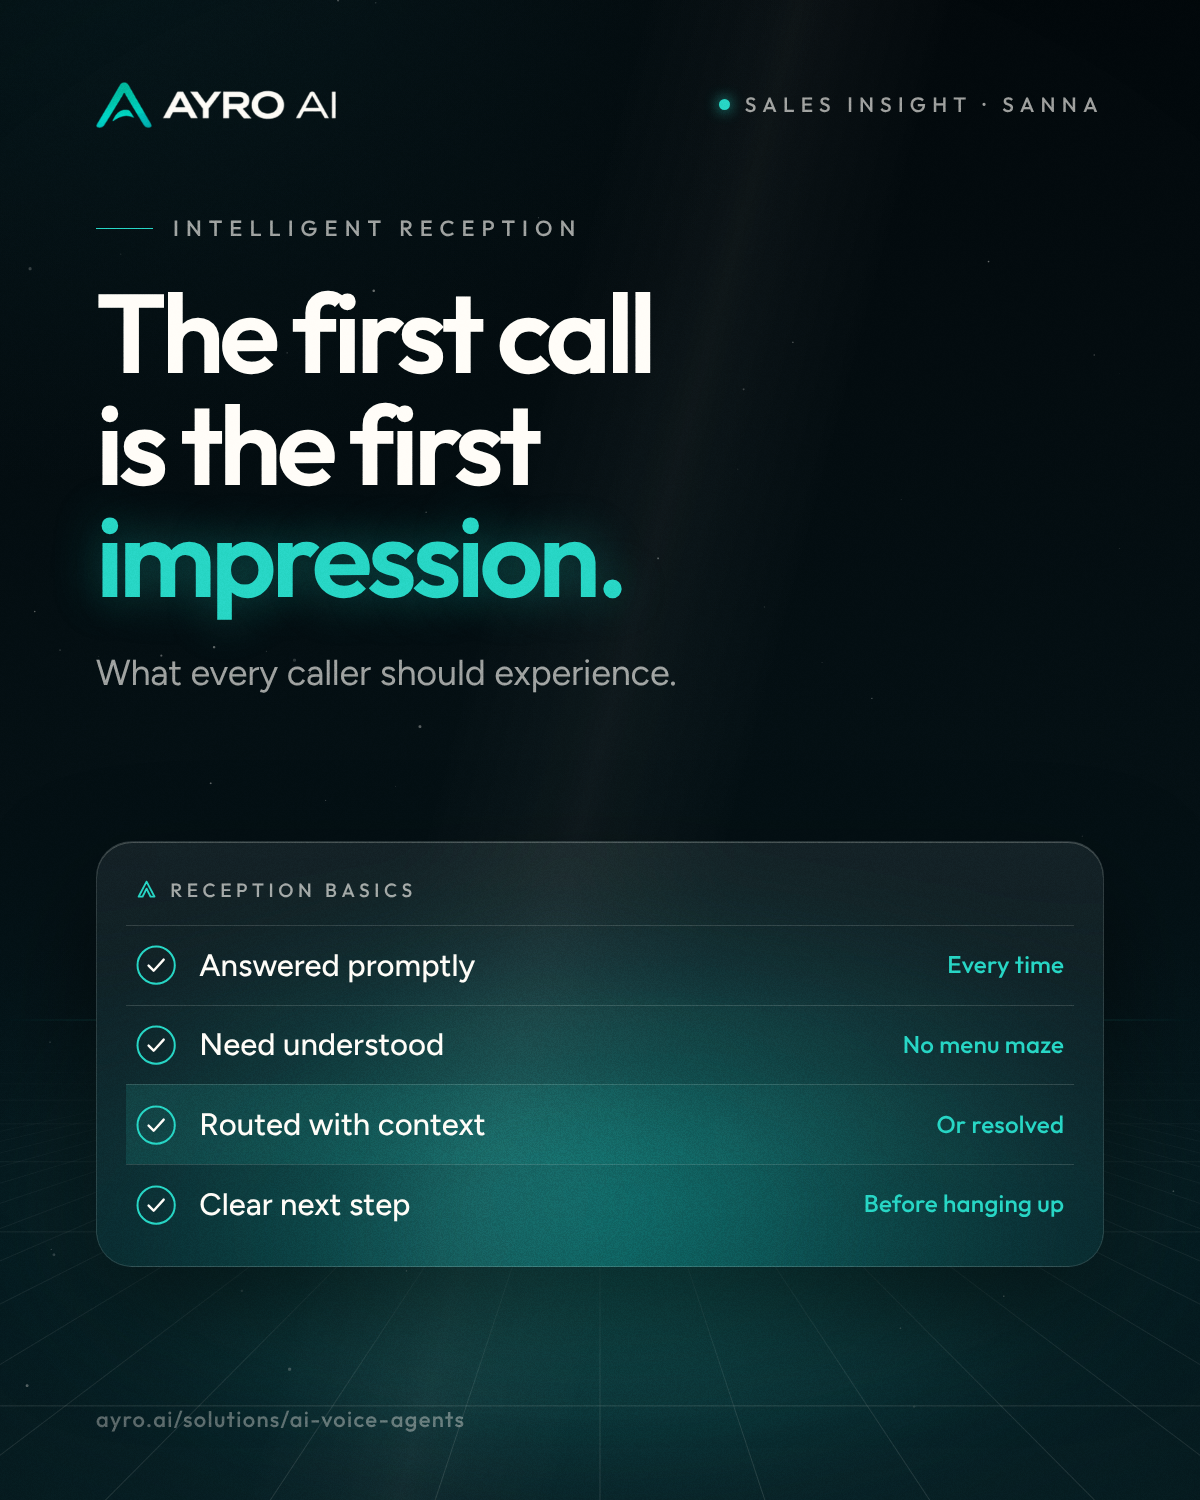 AYRO AI
SALES INSIGHT · SANNA
INTELLIGENT RECEPTION
The first call
is the first
impression.
What every caller should experience.
RECEPTION BASICS
Answered promptly
Every time
Need understood
No menu maze
Routed with context
Or resolved
Clear next step
Before hanging up
ayro.ai/solutions/ai-voice-agents